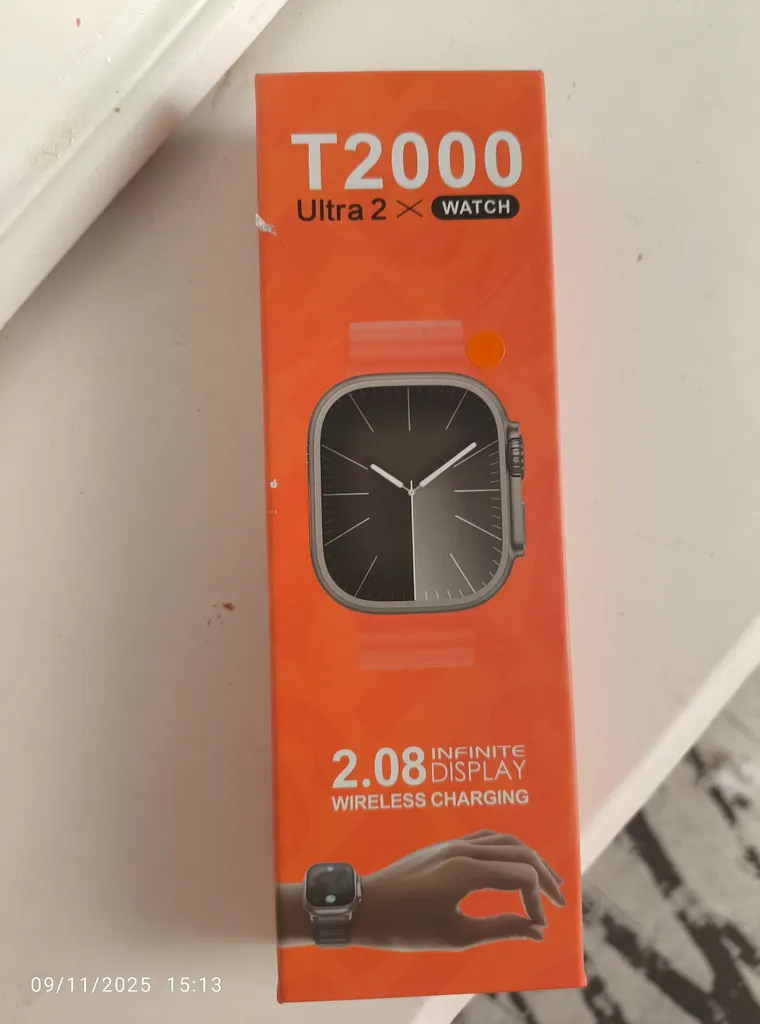 T2000
Ultra 2 × WATCH
2.08 INFINITE DISPLAY
WIRELESS CHARGING
09/11/2025 15:13